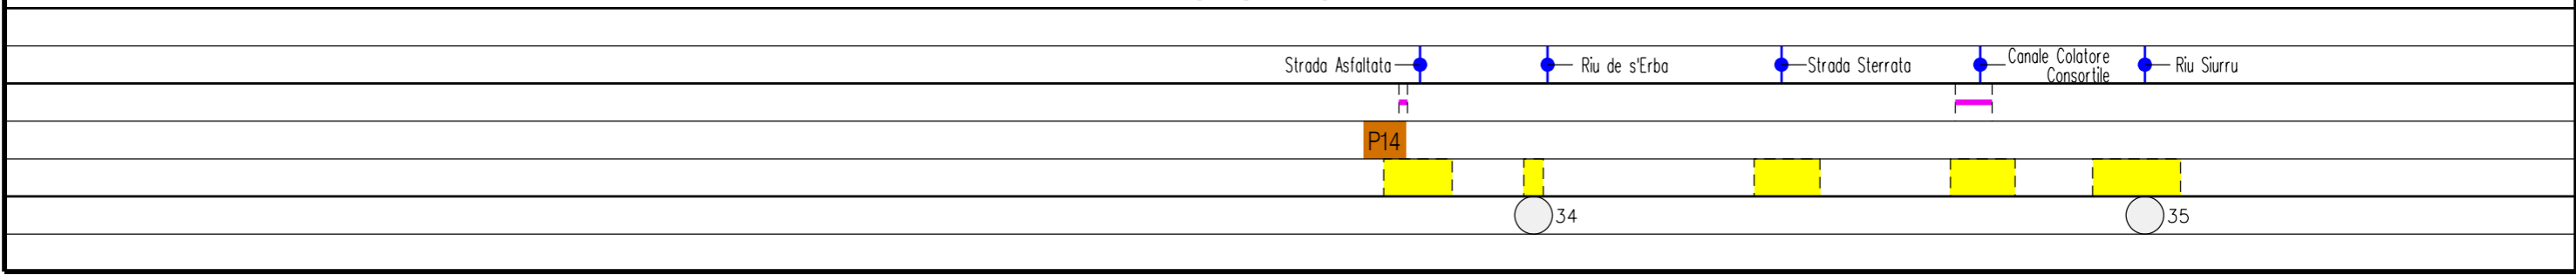 Strada Asfaltata
Riu de s'Erba
Strada Sterrata
Canale Colatore
Consortile
Riu Siurru
P14
34
35